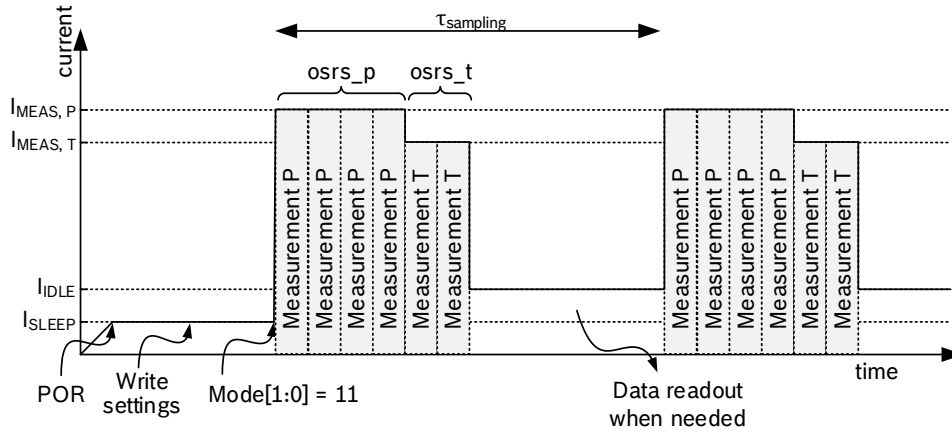 τsampling
current
osrs_p
osrs_t
IMEAS, P
IMEAS, T
IIDLE
ISLEEP
Measurement P
Measurement P
Measurement P
Measurement P
Measurement T
Measurement T
Measurement P
Measurement P
Measurement P
Measurement P
Measurement T
Measurement T
time
POR
Write
settings
Mode[1:0] = 11
Data readout
when needed